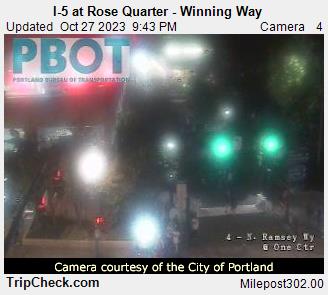 I-5 at Rose Quarter - Winning Way
Updated Oct 27 2023 9:43 PM Camera 4
PBOT
PORTLAND BUREAU OF TRANSPORTATION
4 - N. Ramsey Wy
@ One Ctr
Camera courtesy of the City of Portland
TripCheck.com Milepost302.00